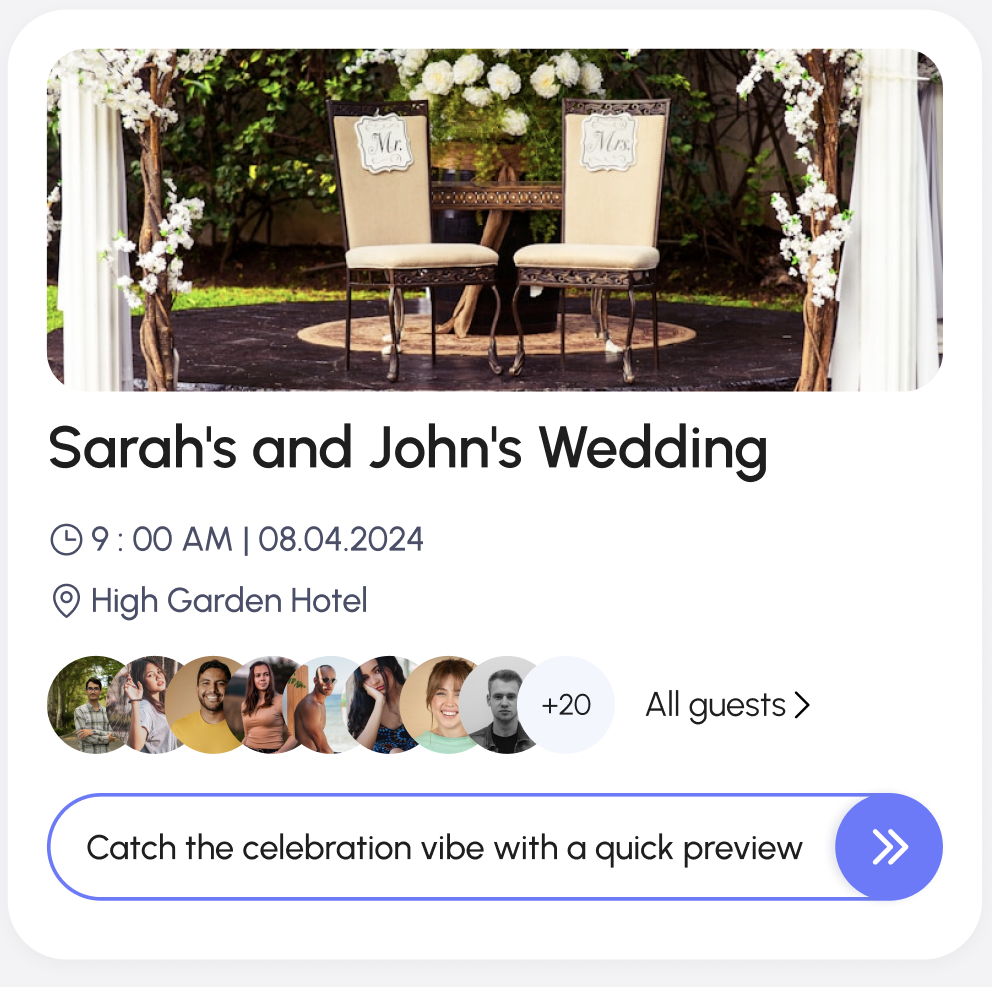 Mr.
Mrs.
Sarah's and John's Wedding
9 : 00 AM | 08.04.2024
High Garden Hotel
+20
All guests
Catch the celebration vibe with a quick preview